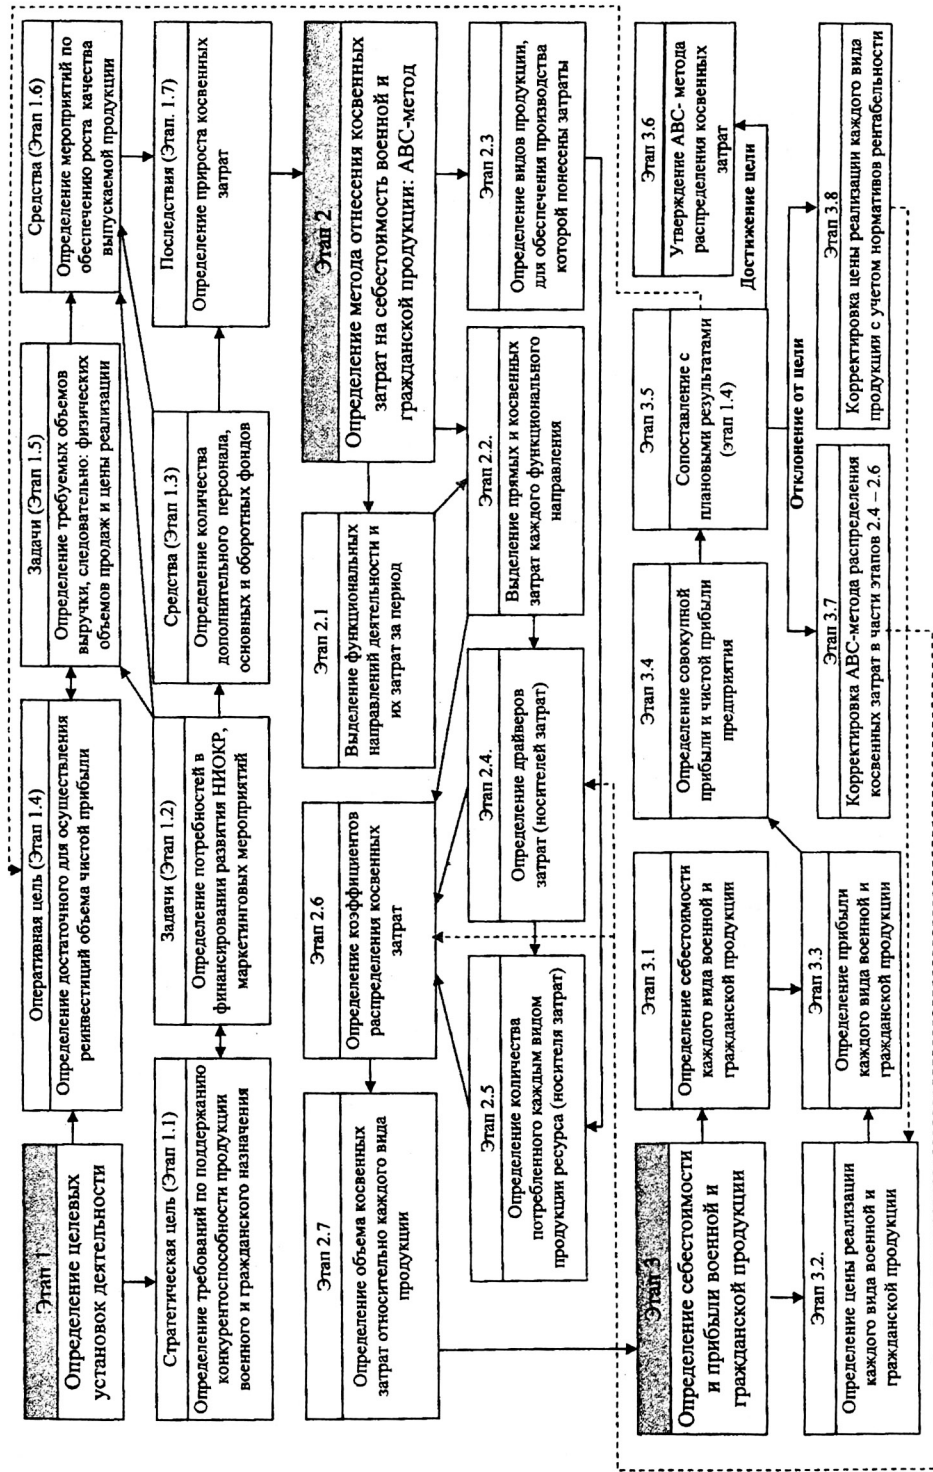 Этап 1
Определение целевых
установок деятельности
Оперативная цель (Этап 1.4)
Определение достаточного для осуществления
реинвестиций объема чистой прибыли
Задачи (Этап 1.5)
Определение требуемых объемов
выручки, следовательно: физических
объемов продаж и цены реализации
Средства (Этап 1.6)
Определение мероприятий по
обеспечению роста качества
выпускаемой продукции
Стратегическая цель (Этап 1.1)
Определение требований по поддержанию
конкурентоспособности продукции
военного и гражданского назначения
Задачи (Этап 1.2)
Определение потребностей в
финансировании развития НИОКР,
маркетинговых мероприятий
Средства (Этап 1.3)
Определение количества
дополнительного персонала,
основных и оборотных фондов
Последствия (Этап. 1.7)
Определение прироста косвенных
затрат
Этап 2
Определение метода отнесения косвенных
затрат на себестоимость военной и
гражданской продукции: АВС-метод
Этап 2.7
Определение объема косвенных
затрат относительно каждого вида
продукции
Этап 2.6
Определение коэффициентов
распределения косвенных
затрат
Этап 2.1
Выделение функциональных
направлений деятельности и
их затрат за период
Этап 2.5
Определение количества
потребленного каждым видом
продукции ресурса (носителя затрат)
Этап 2.4.
Определение драйверов
затрат (носителей затрат)
Этап 2.2.
Выделение прямых и косвенных
затрат каждого функционального
направления
Этап 2.3
Определение видов продукции,
для обеспечения производства
которой понесены затраты
Этап 3
Определение себестоимости
и прибыли военной и
гражданской продукции
Этап 3.1
Определение себестоимости
каждого вида военной и
гражданской продукции
Этап 3.4
Определение совокупной
прибыли и чистой прибыли
предприятия
Этап 3.5
Сопоставление с
плановыми результатами
(этап 1.4)
Этап 3.6
Утверждение АВС- метода
распределения косвенных
затрат
Достижение цели
Отклонение от цели
Этап 3.2.
Определение цены реализации
каждого вида военной и
гражданской продукции
Этап 3.3
Определение прибыли
каждого вида военной и
гражданской продукции
Этап 3.7
Корректировка АВС-метода распределения
косвенных затрат в части этапов 2.4 – 2.6
Этап 3.8
Корректировка цены реализации каждого вида
продукции с учетом нормативов рентабельности